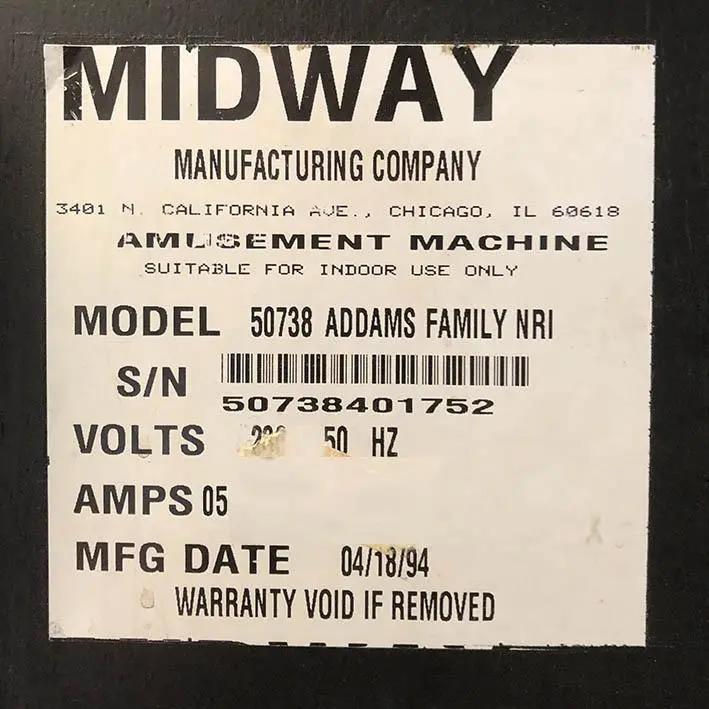 MIDWAY
MANUFACTURING COMPANY
3401 N. CALIFORNIA AVE., CHICAGO, IL 60618
AMUSEMENT MACHINE
SUITABLE FOR INDOOR USE ONLY
MODEL 50738 ADDAMS FAMILY NRI
S/N
50738401752
VOLTS 50 HZ
AMPS 05
MFG DATE 04/18/94
WARRANTY VOID IF REMOVED